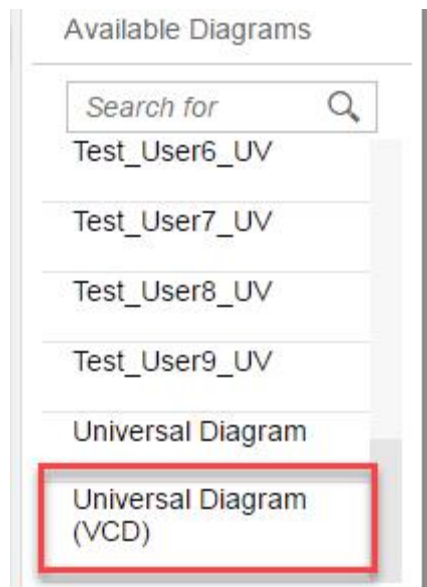 Available Diagrams
Search for
Test_User6_UV
Test_User7_UV
Test_User8_UV
Test_User9_UV
Universal Diagram
Universal Diagram
(VCD)